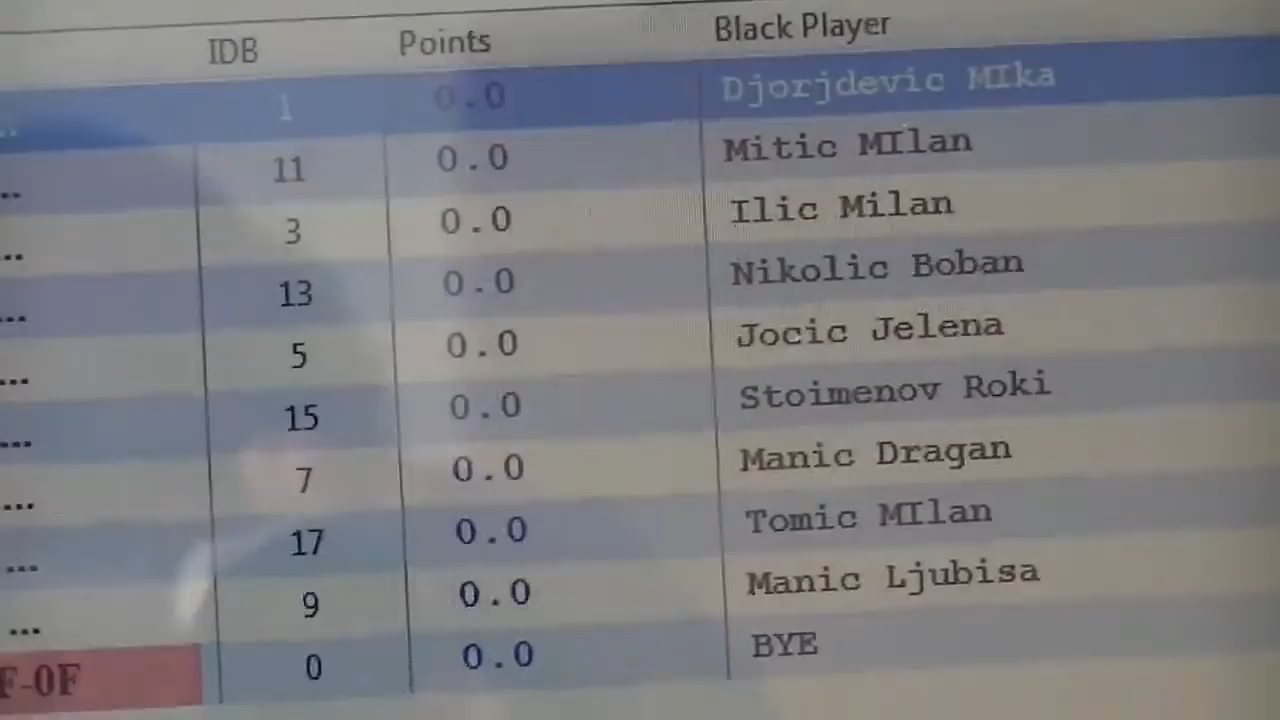 IDB Points Black Player
.. 1 0.0 Djorjdevic MIka
.. 11 0.0 Mitic MIlan
.. 3 0.0 Ilic Milan
... 13 0.0 Nikolic Boban
... 5 0.0 Jocic Jelena
... 15 0.0 Stoimenov Roki
... 7 0.0 Manic Dragan
... 17 0.0 Tomic MIlan
... 9 0.0 Manic Ljubisa
F-0F 0 0.0 BYE